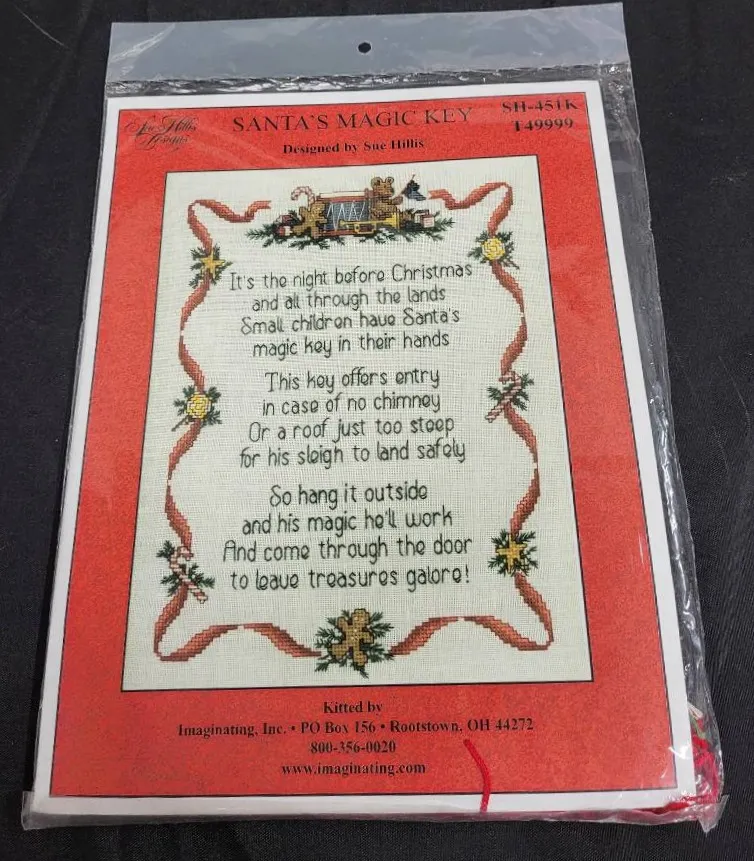 Sue Hillis
Designs
SANTA'S MAGIC KEY
SH-451K
T49999
Designed by Sue Hillis
It's the night before Christmas
and all through the lands
Small children have Santa's
magic key in their hands
This key offers entry
in case of no chimney
Or a roof just too steep
for his sleigh to land safely
So hang it outside
and his magic he'll work
And come through the door
to leave treasures galore!
Kitted by
Imaginating, Inc. • PO Box 156 • Rootstown, OH 44272
800-356-0020
www.imaginating.com